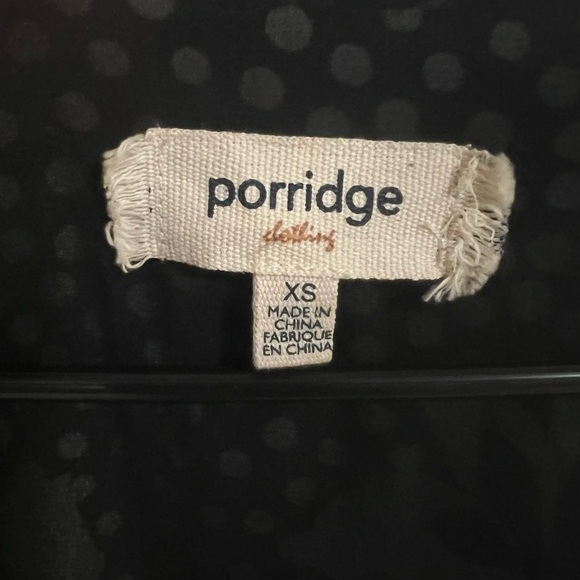 porridge
clothing
XS
MADE IN
CHINA
FABRIQUE
EN CHINA